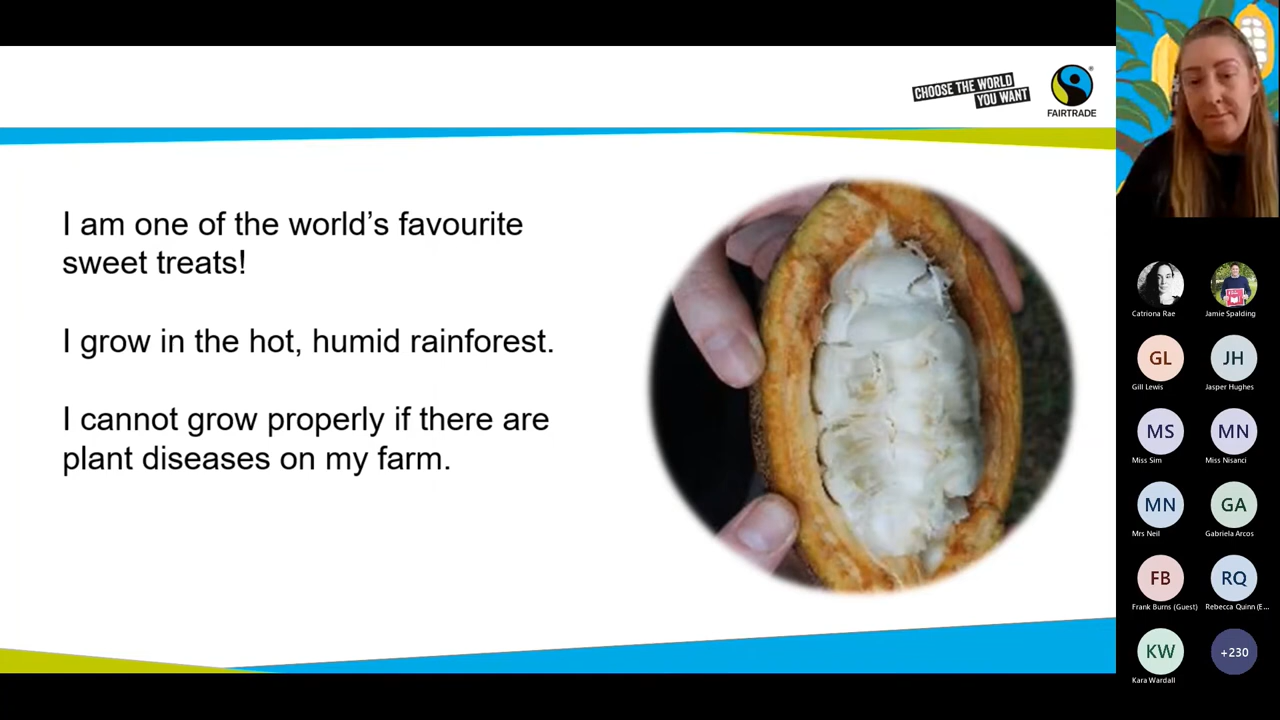 CHOOSE THE WORLD
YOU WANT
FAIRTRADE
I am one of the world's favourite
sweet treats!
I grow in the hot, humid rainforest.
I cannot grow properly if there are
plant diseases on my farm.
Catriona Rae
Jamie Spalding
GL
JH
Gill Lewis
Jasper Hughes
MS
MN
Miss Sim
Miss Nisanci
MN
GA
Mrs Neil
Gabriela Arcos
FB
RQ
Frank Burns (Guest)
Rebecca Quinn (E...
KW
+230
Kara Wardall